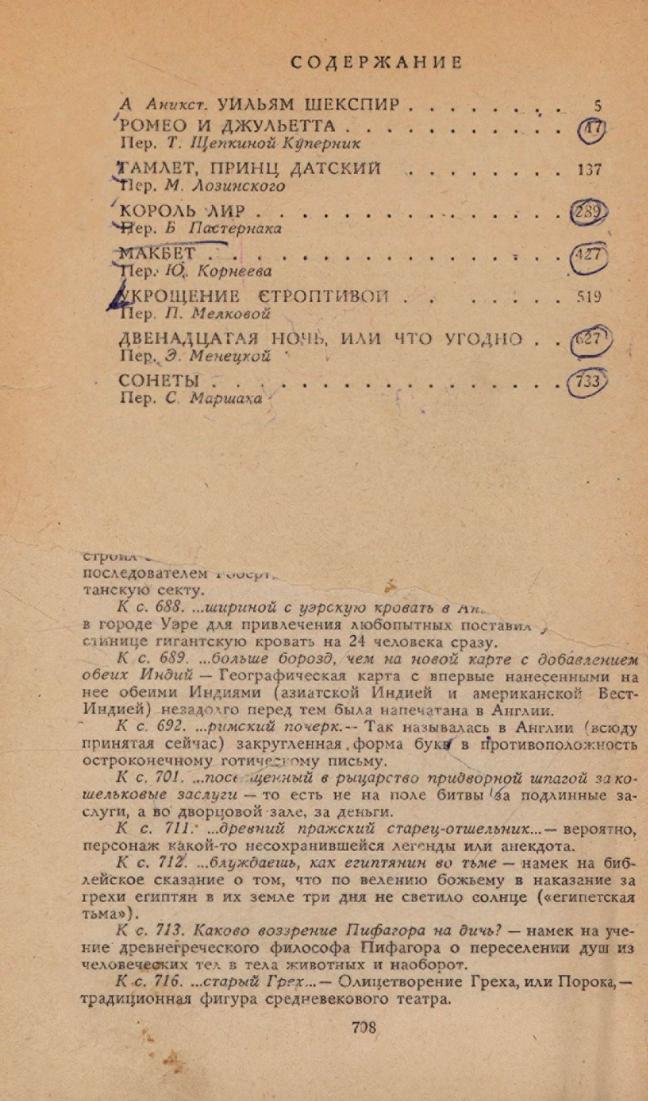 СОДЕРЖАНИЕ
А Аникст. УИЛЬЯМ ШЕКСПИР . . . . . . . . 5
РОМЕО И ДЖУЛЬЕТТА . . . . . . . . . . . 47
Пер. Т. Щепкиной Куперник
ГАМЛЕТ, ПРИНЦ ДАТСКИЙ . . . . . . . . 137
Пер. М. Лозинского
КОРОЛЬ ЛИР . . . . . . . . . . . . . . . 289
Пер. Б Пастернака
МАКБЕТ . . . . . . . . . . . . . . . . . 427
Пер. Ю. Корнеева
УКРОЩЕНИЕ СТРОПТИВОЙ . . . . . . . 519
Пер. П. Мелковой
ДВЕНАДЦАТАЯ НОЧЬ, ИЛИ ЧТО УГОДНО . . 627
Пер. Э. Менецкой
СОНЕТЫ . . . . . . . . . . . . . . . . . 733
Пер. С. Маршака
последователем
танскую секту.
К с. 688. ...шириной с уэрскую кровать в
в городе Уэре для привлечения любопытных поставил
стинице гигантскую кровать на 24 человека сразу.
К с. 689. ...больше борозд, чем на новой карте с добавлением
обеих Индий — Географическая карта с впервые нанесенными на
нее обеими Индиями (азиатской Индией и американской Вест-
Индией) незадолго перед тем была напечатана в Англии.
К с. 692. ...римский почерк.— Так называлась в Англии (всюду
принятая сейчас) закругленная форма букв в противоположность
остроконечному готическому письму.
К с. 701. ...посвященный в рыцарство придворной шпагой за ко-
шельковые заслуги — то есть не на поле битвы за подлинные за-
слуги, а во дворцовой зале, за деньги.
К с. 711. ...древний пражский старец-отшельник...— вероятно,
персонаж какой-то несохранившейся легенды или анекдота.
К с. 712. ...блуждаешь, как египтянин во тьме — намек на биб-
лейское сказание о том, что по велению божьему в наказание за
грехи египтян в их земле три дня не светило солнце («египетская
тьма»).
К с. 713. Каково воззрение Пифагора на дичь? — намек на уче-
ние древнегреческого философа Пифагора о переселении душ из
человеческих тел в тела животных и наоборот.
К с. 716. ...старый Грех...— Олицетворение Греха, или Порока,—
традиционная фигура средневекового театра.
798